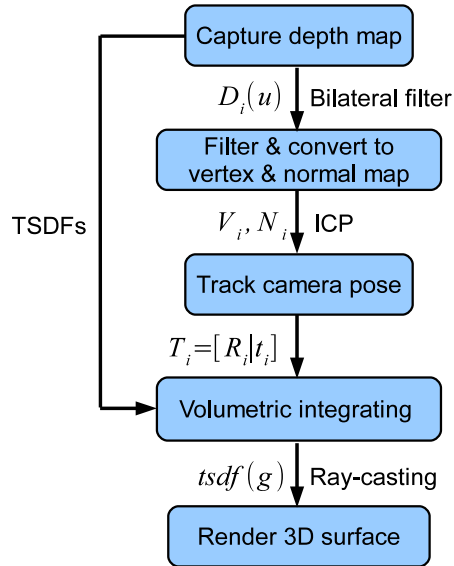 Capture depth map
D_i(u) Bilateral filter
Filter & convert to
vertex & normal map
TSDFs
V_i, N_i ICP
Track camera pose
T_i=[R_i|t_i]
Volumetric integrating
tsdf(g) Ray-casting
Render 3D surface